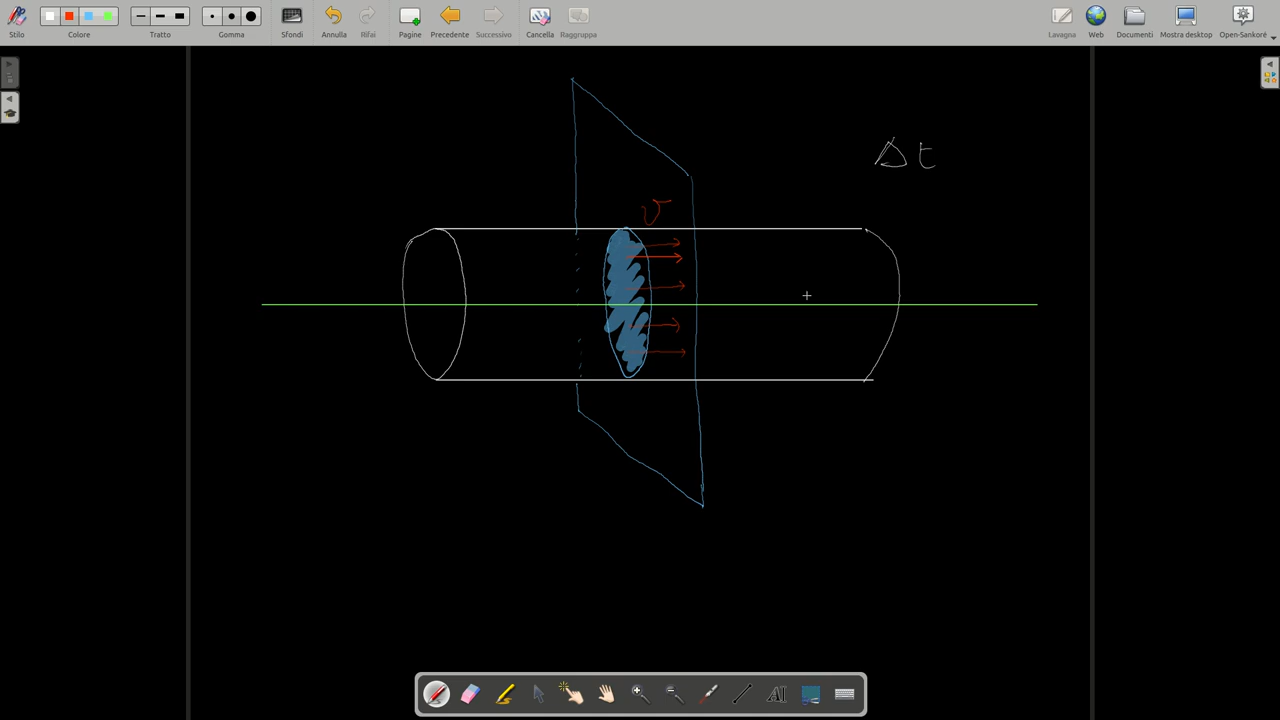 Stilo Colore Tratto Gomma Sfondi Annulla Rifai Pagine Precedente Successivo Cancella Raggruppa Lavagna Web Documenti Mostra desktop Open-Sankoré
Δt
v
AI